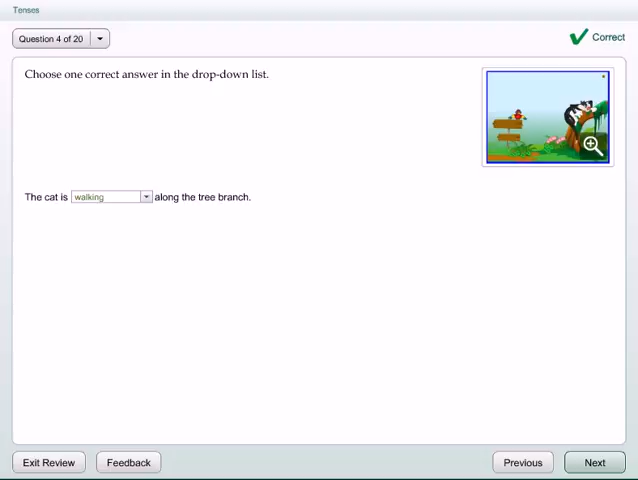 Tenses
Question 4 of 20
Correct
Choose one correct answer in the drop-down list.
The cat is walking along the tree branch.
Exit Review Feedback Previous Next